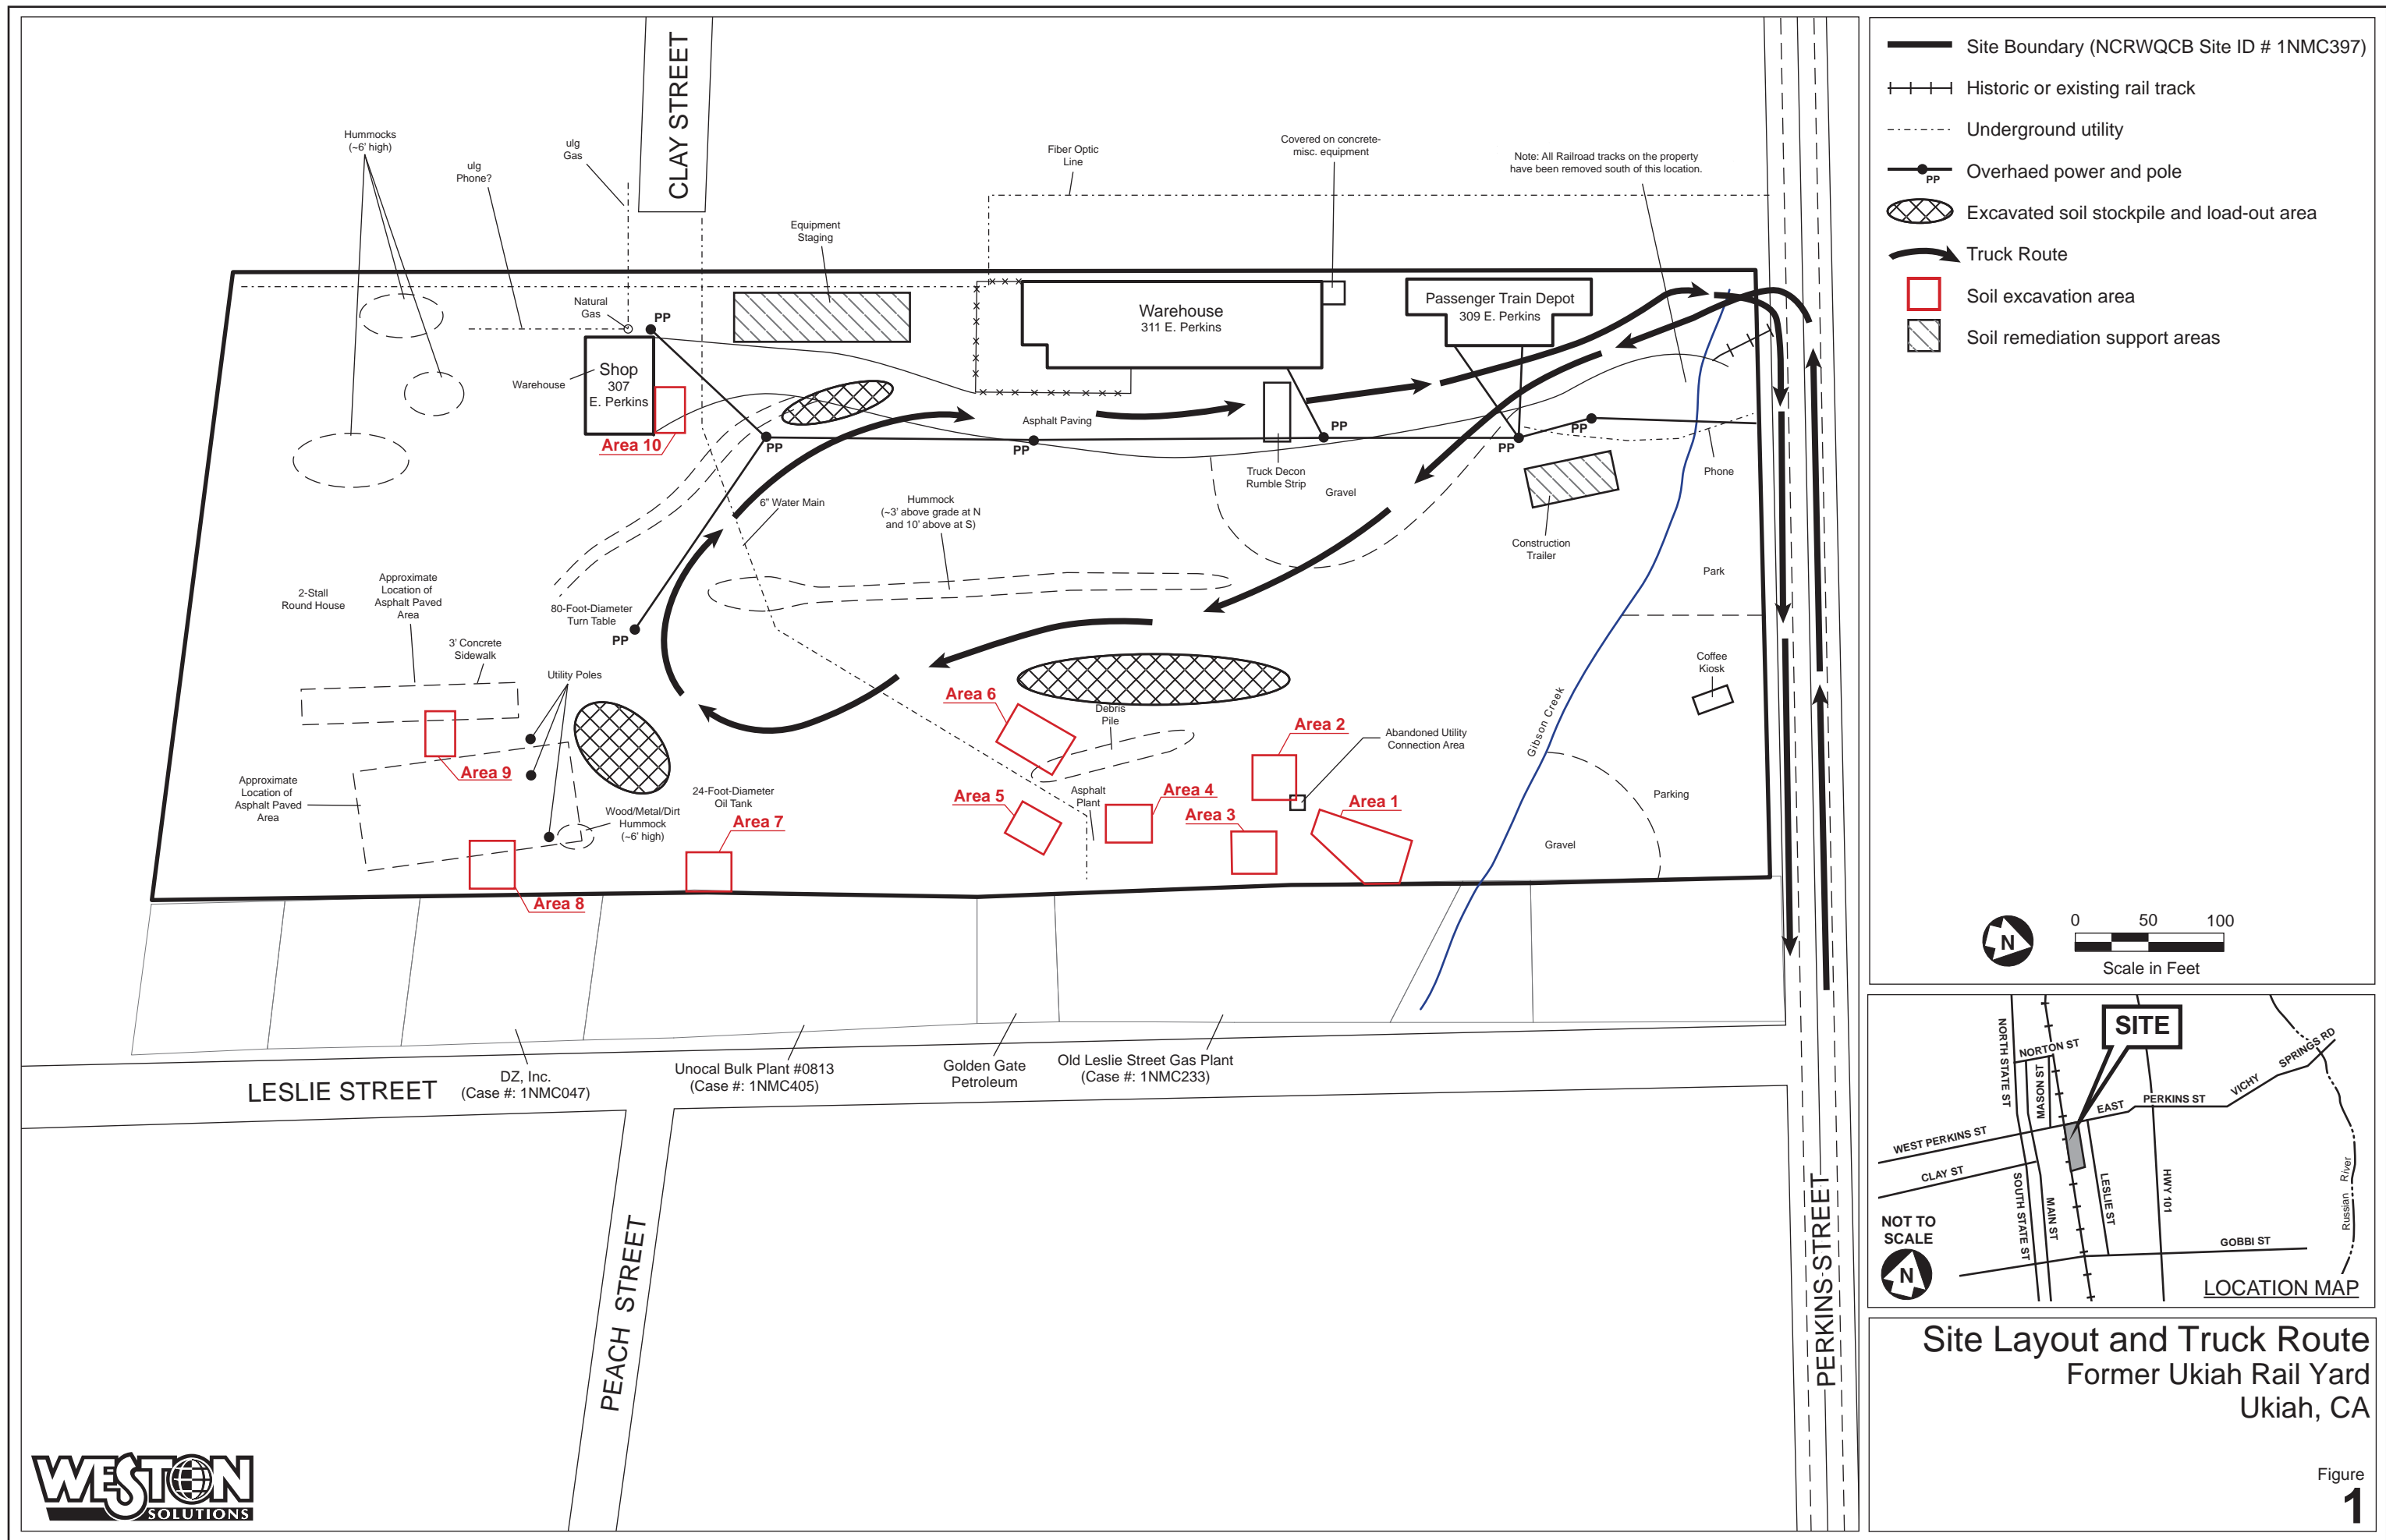 CLAY STREET
Hummocks
(~6' high)
ulg
Phone?
ulg
Gas
Fiber Optic
Line
Covered on concrete-
misc. equipment
Note: All Railroad tracks on the property
have been removed south of this location.
Equipment
Staging
Natural
Gas
PP
Warehouse
311 E. Perkins
Passenger Train Depot
309 E. Perkins
Shop
307
E. Perkins
Warehouse
Area 10
Asphalt Paving
PP
PP
PP
PP
PP
Truck Decon
Rumble Strip
Gravel
Phone
6" Water Main
Hummock
(~3' above grade at N
and 10' above at S)
Construction
Trailer
Park
2-Stall
Round House
Approximate
Location of
Asphalt Paved
Area
80-Foot-Diameter
Turn Table
PP
3' Concrete
Sidewalk
Utility Poles
Coffee
Kiosk
Gibson Creek
Area 6
Debris
Pile
Area 2
Abandoned Utility
Connection Area
Area 9
Approximate
Location of
Asphalt Paved
Area
24-Foot-Diameter
Oil Tank
Area 7
Wood/Metal/Dirt
Hummock
(~6' high)
Area 5
Asphalt
Plant
Area 4
Area 3
Area 1
Parking
Gravel
Area 8
LESLIE STREET
DZ, Inc.
(Case #: 1NMC047)
Unocal Bulk Plant #0813
(Case #: 1NMC405)
Golden Gate
Petroleum
Old Leslie Street Gas Plant
(Case #: 1NMC233)
PEACH STREET
PERKINS STREET
WESTON
SOLUTIONS
Site Boundary (NCRWQCB Site ID # 1NMC397)
Historic or existing rail track
Underground utility
PP
Overhaed power and pole
Excavated soil stockpile and load-out area
Truck Route
Soil excavation area
Soil remediation support areas
N
0 50 100
Scale in Feet
SITE
NORTH STATE ST
NORTON ST
MASON ST
EAST
PERKINS ST
VICHY
SPRINGS RD
WEST PERKINS ST
CLAY ST
SOUTH STATE ST
MAIN ST
LESLIE ST
HWY 101
Russian River
GOBBI ST
NOT TO
SCALE
N
LOCATION MAP
Site Layout and Truck Route
Former Ukiah Rail Yard
Ukiah, CA
Figure
1